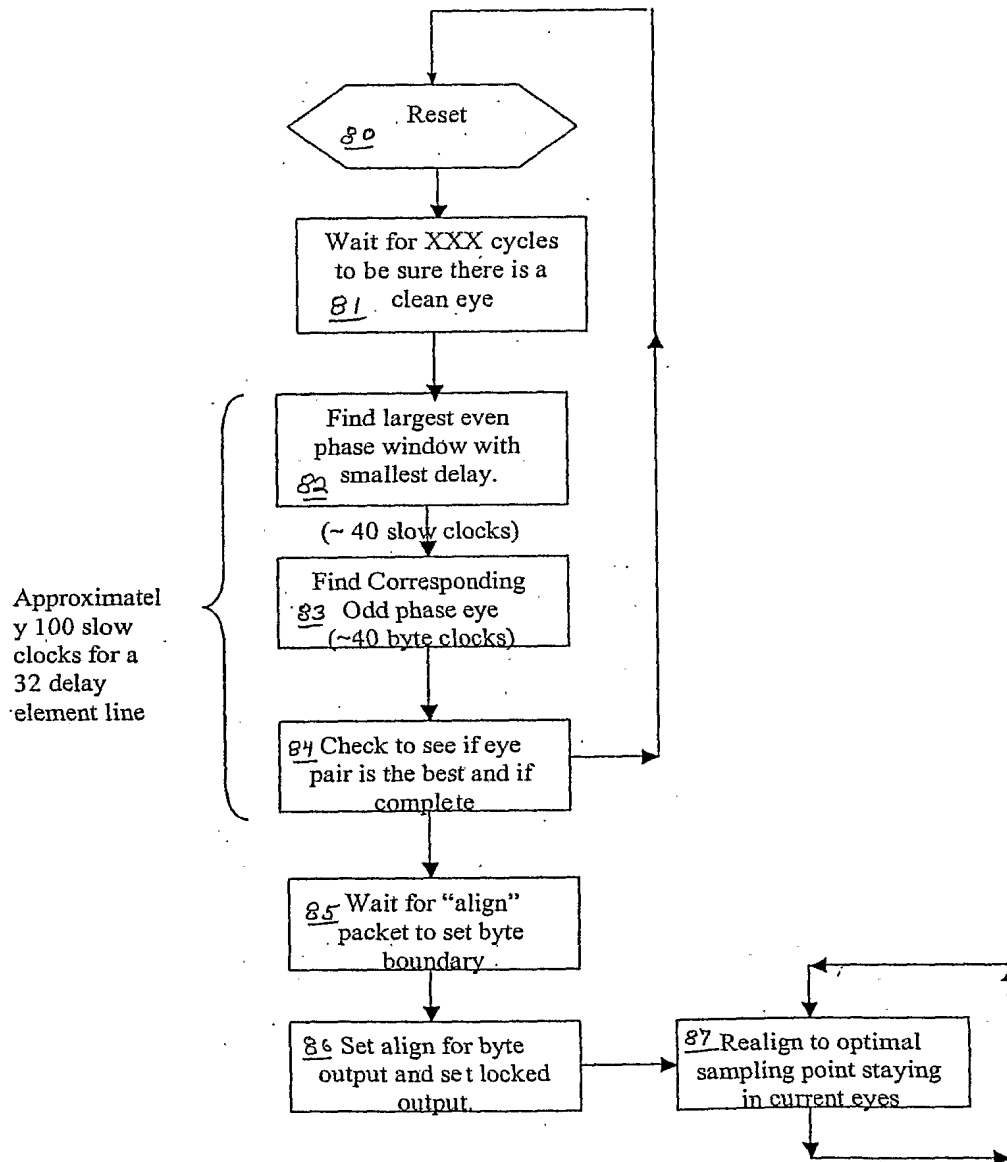 Reset
80
Wait for XXX cycles
to be sure there is a
81 clean eye
Find largest even
phase window with
82 smallest delay.
(~ 40 slow clocks)
Find Corresponding
83 Odd phase eye
(~40 byte clocks)
Approximatel
y 100 slow
clocks for a
32 delay
element line
84 Check to see if eye
pair is the best and if
complete
85 Wait for “align”
packet to set byte
boundary
86 Set align for byte
output and set locked
output.
87 Realign to optimal
sampling point staying
in current eyes